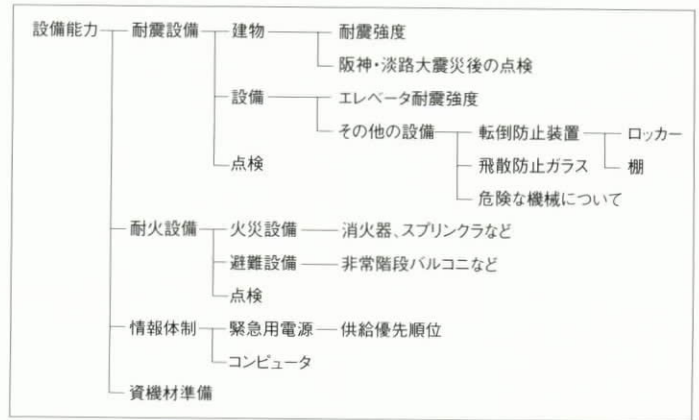 設備能力 耐震設備 建物 耐震強度
阪神・淡路大震災後の点検
設備 エレベータ耐震強度
その他の設備 転倒防止装置 ロッカー
点検 飛散防止ガラス 棚
危険な機械について
耐火設備 火災設備 消火器、スプリンクラなど
避難設備 非常階段バルコニなど
点検
情報体制 緊急用電源 供給優先順位
コンピュータ
資機材準備